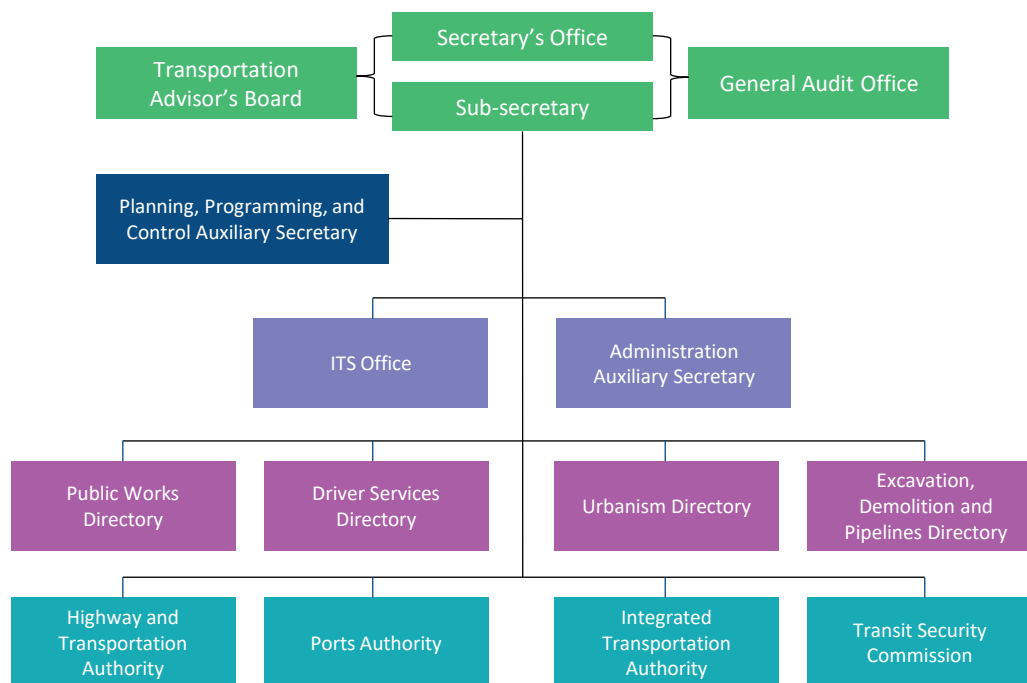 Secretary’s Office
Transportation
Advisor’s Board
General Audit Office
Sub-secretary
Planning, Programming, and
Control Auxiliary Secretary
ITS Office
Administration
Auxiliary Secretary
Public Works
Directory
Driver Services
Directory
Urbanism Directory
Excavation,
Demolition and
Pipelines Directory
Highway and
Transportation
Authority
Ports Authority
Integrated
Transportation
Authority
Transit Security
Commission